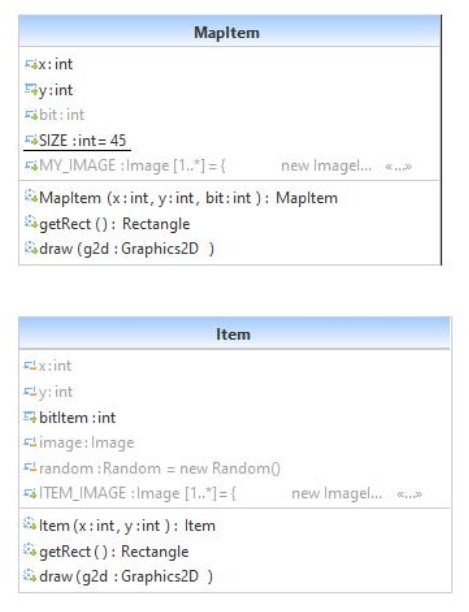 MapItem
x : int
y : int
bit : int
SIZE : int = 45
MY_IMAGE : Image [1..*] = { new ImageI... «...»
MapItem (x : int, y : int, bit : int ) : MapItem
getRect () : Rectangle
draw (g2d : Graphics2D )
Item
x : int
y : int
bitItem : int
image : Image
random : Random = new Random()
ITEM_IMAGE : Image [1..*] = { new ImageI... «...»
Item (x : int, y : int ) : Item
getRect () : Rectangle
draw (g2d : Graphics2D )